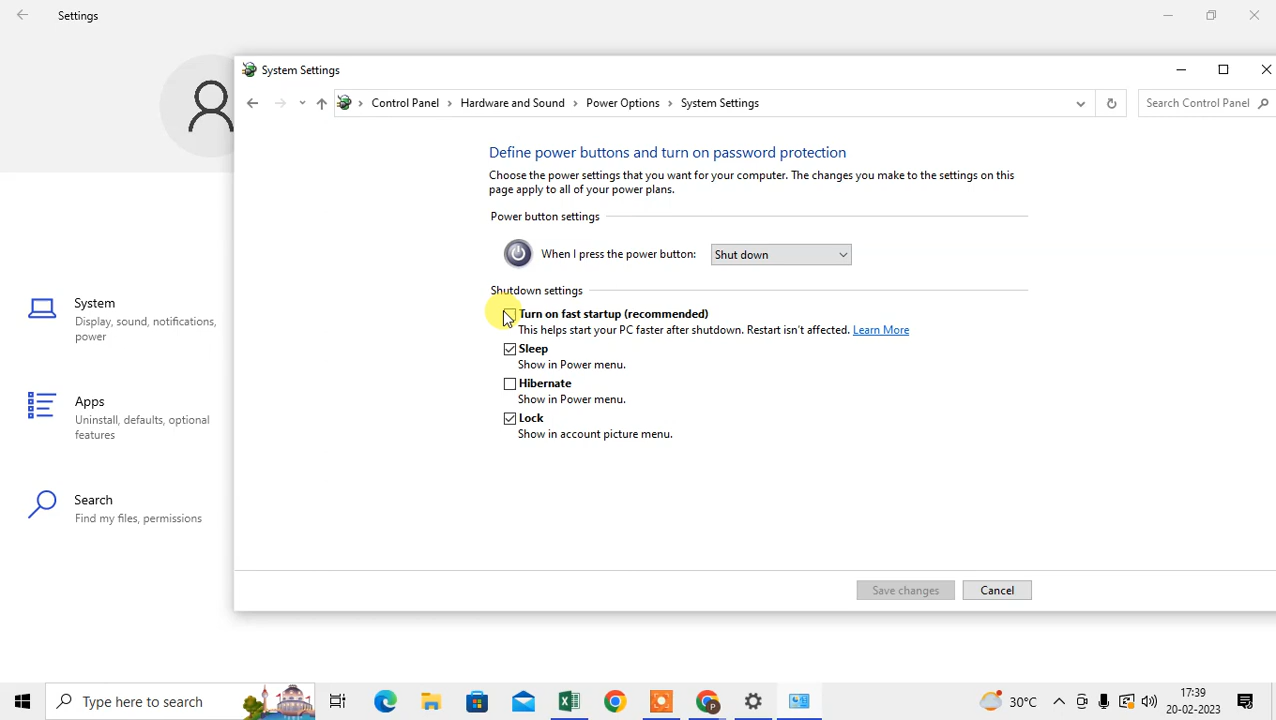 Settings
System Settings
Control Panel > Hardware and Sound > Power Options > System Settings
Search Control Panel
Define power buttons and turn on password protection
Choose the power settings that you want for your computer. The changes you make to the settings on this
page apply to all of your power plans.
Power button settings
When I press the power button: Shut down
Shutdown settings
Turn on fast startup (recommended)
This helps start your PC faster after shutdown. Restart isn't affected. Learn More
Sleep
Show in Power menu.
Hibernate
Show in Power menu.
Lock
Show in account picture menu.
System
Display, sound, notifications,
power
Apps
Uninstall, defaults, optional
features
Search
Find my files, permissions
Save changes
Cancel
Type here to search
30°C
17:39
20-02-2023